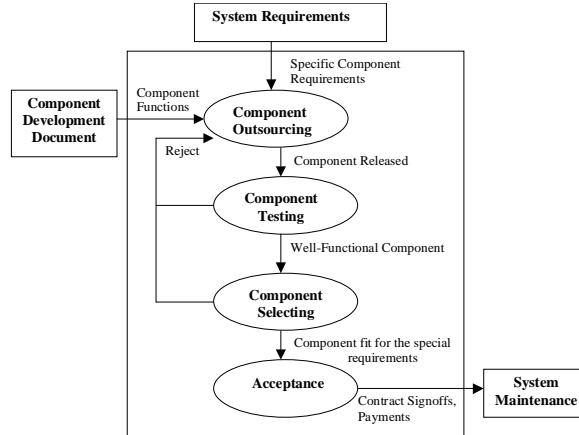 System Requirements
Specific Component
Requirements
Component
Functions
Component
Development
Document
Component
Outsourcing
Reject
Component Released
Component
Testing
Well-Functional Component
Component
Selecting
Component fit for the special
requirements
Acceptance
Contract Signoffs,
Payments
System
Maintenance